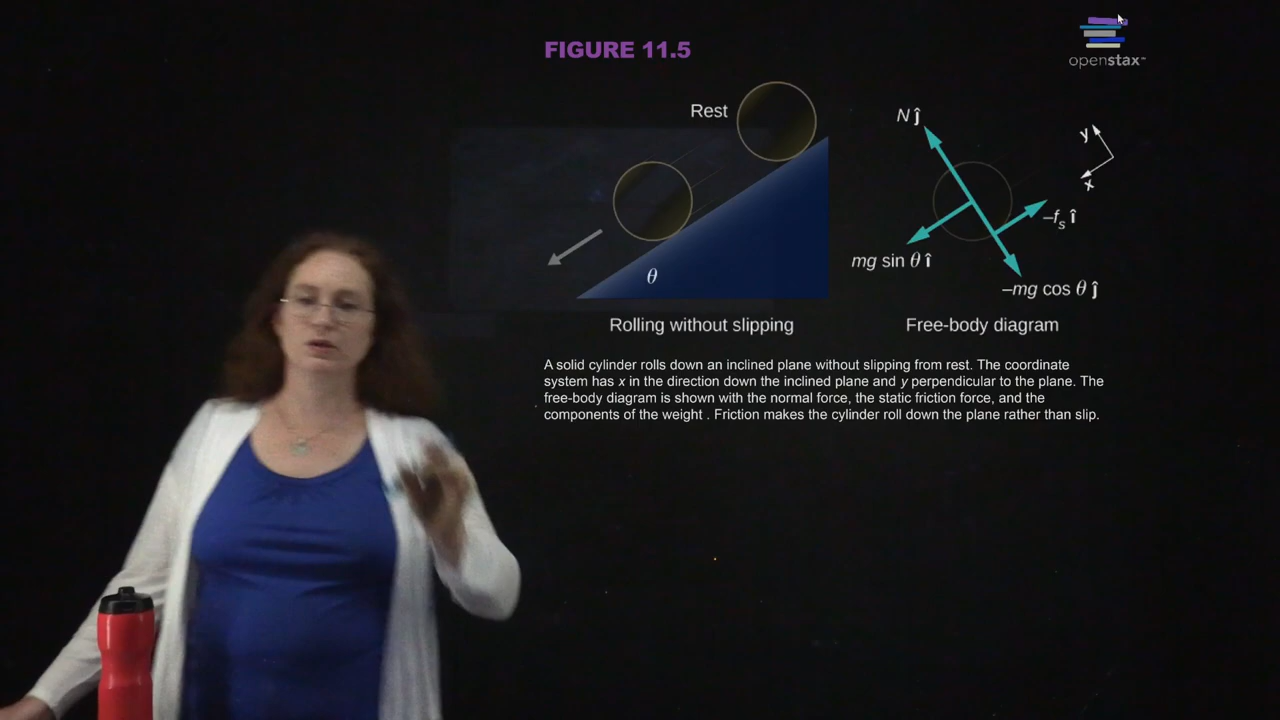 FIGURE 11.5
openstax™
Rest
θ
Rolling without slipping
N ĵ
y
x
–fs î
mg sin θ î
–mg cos θ ĵ
Free-body diagram
A solid cylinder rolls down an inclined plane without slipping from rest. The coordinate
system has x in the direction down the inclined plane and y perpendicular to the plane. The
free-body diagram is shown with the normal force, the static friction force, and the
components of the weight . Friction makes the cylinder roll down the plane rather than slip.